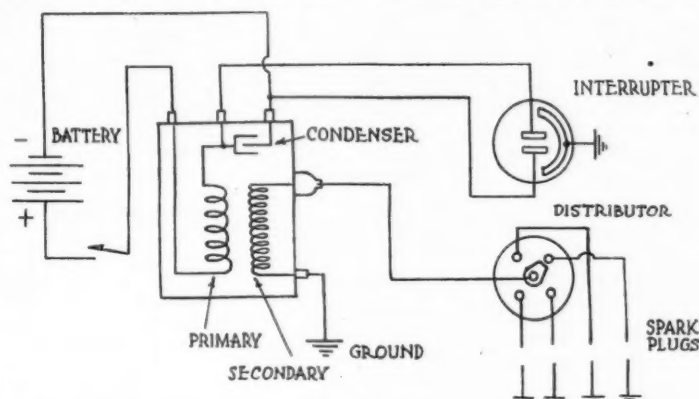 INTERRUPTER
-
BATTERY
CONDENSER
+
DISTRIBUTOR
PRIMARY
GROUND
SECONDARY
SPARK
PLUGS